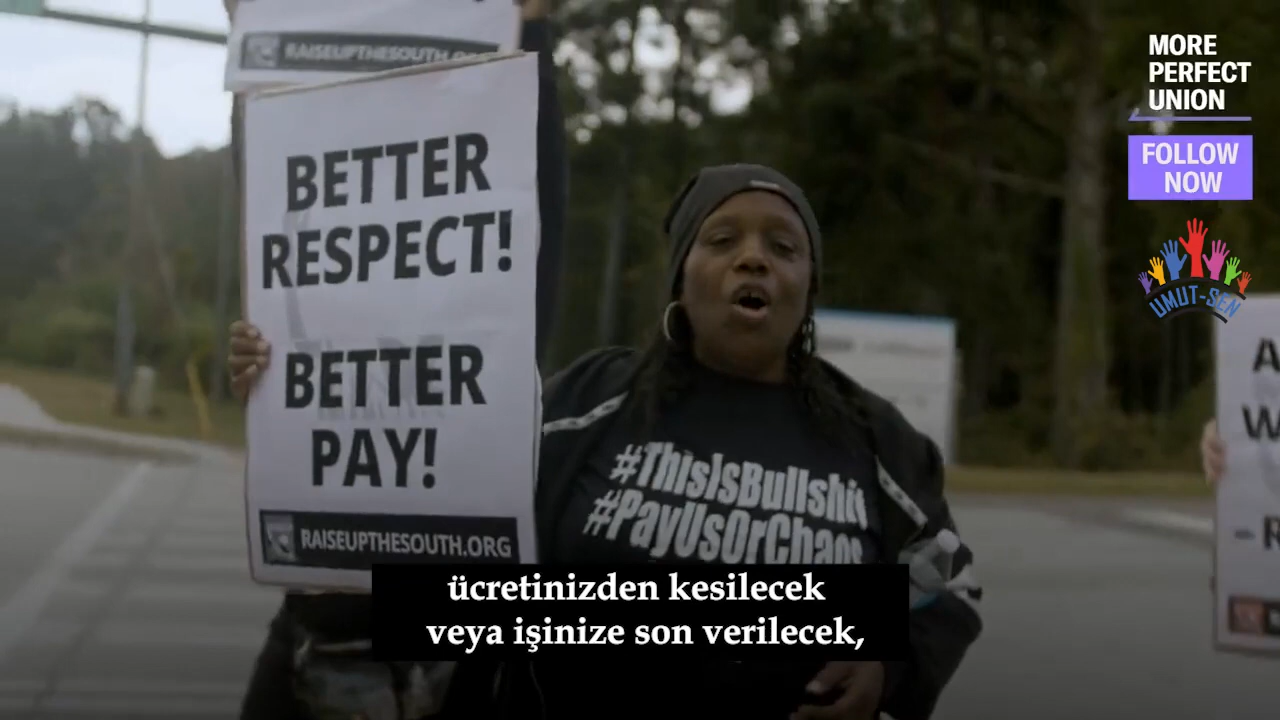 RAISEUPTHESOUTH.ORG
BETTER
RESPECT!
BETTER
PAY!
RAISEUPTHESOUTH.ORG
#ThisIsBullshit
#PayUsOrChaos
MORE
PERFECT
UNION
FOLLOW
NOW
UMUT-SEN
A
W
- R
ücretinizden kesilecek
veya işinize son verilecek,